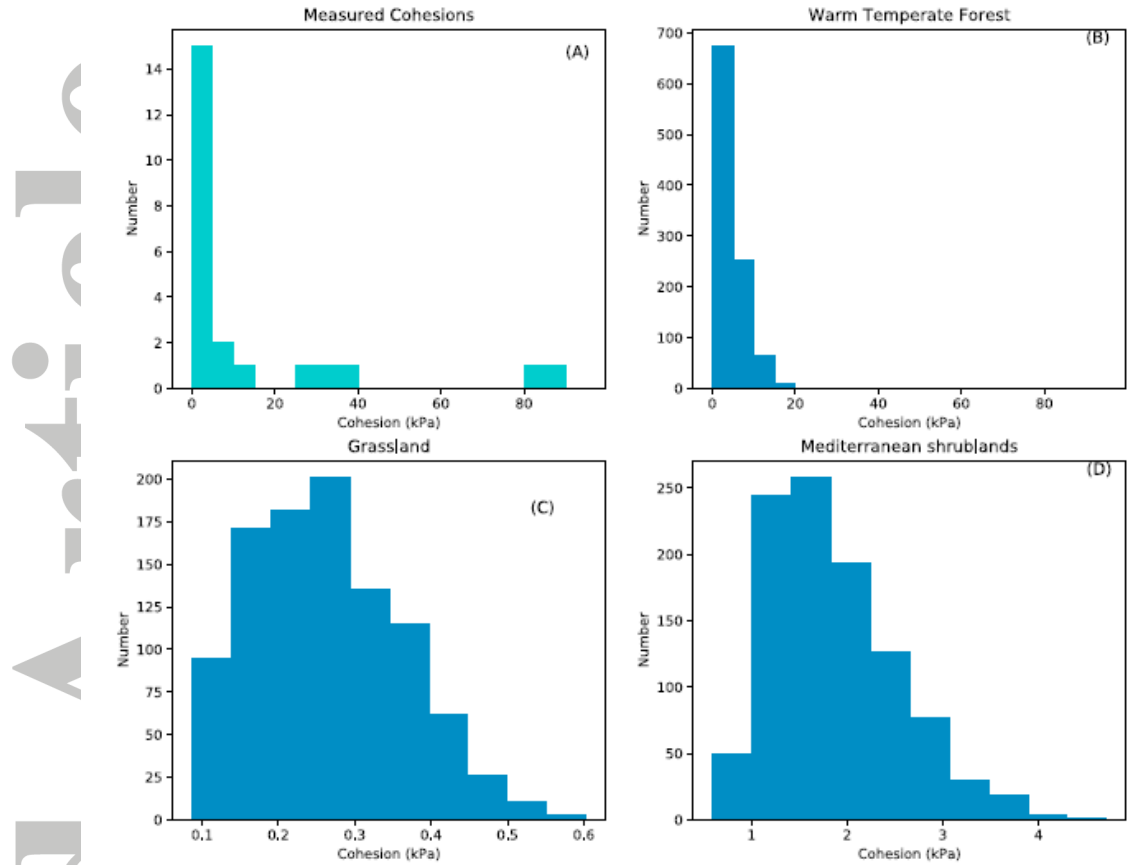 Measured Cohesions
(A)
14
12
10
8
6
4
2
0
Number
0 20 40 60 80
Cohesion (kPa)
Warm Temperate Forest
(B)
700
600
500
400
300
200
100
0
Number
0 20 40 60 80
Cohesion (kPa)
Grassland
(C)
200
175
150
125
100
75
50
25
0
Number
0.1 0.2 0.3 0.4 0.5 0.6
Cohesion (kPa)
Mediterranean shrublands
(D)
250
200
150
100
50
0
Number
1 2 3 4
Cohesion (kPa)